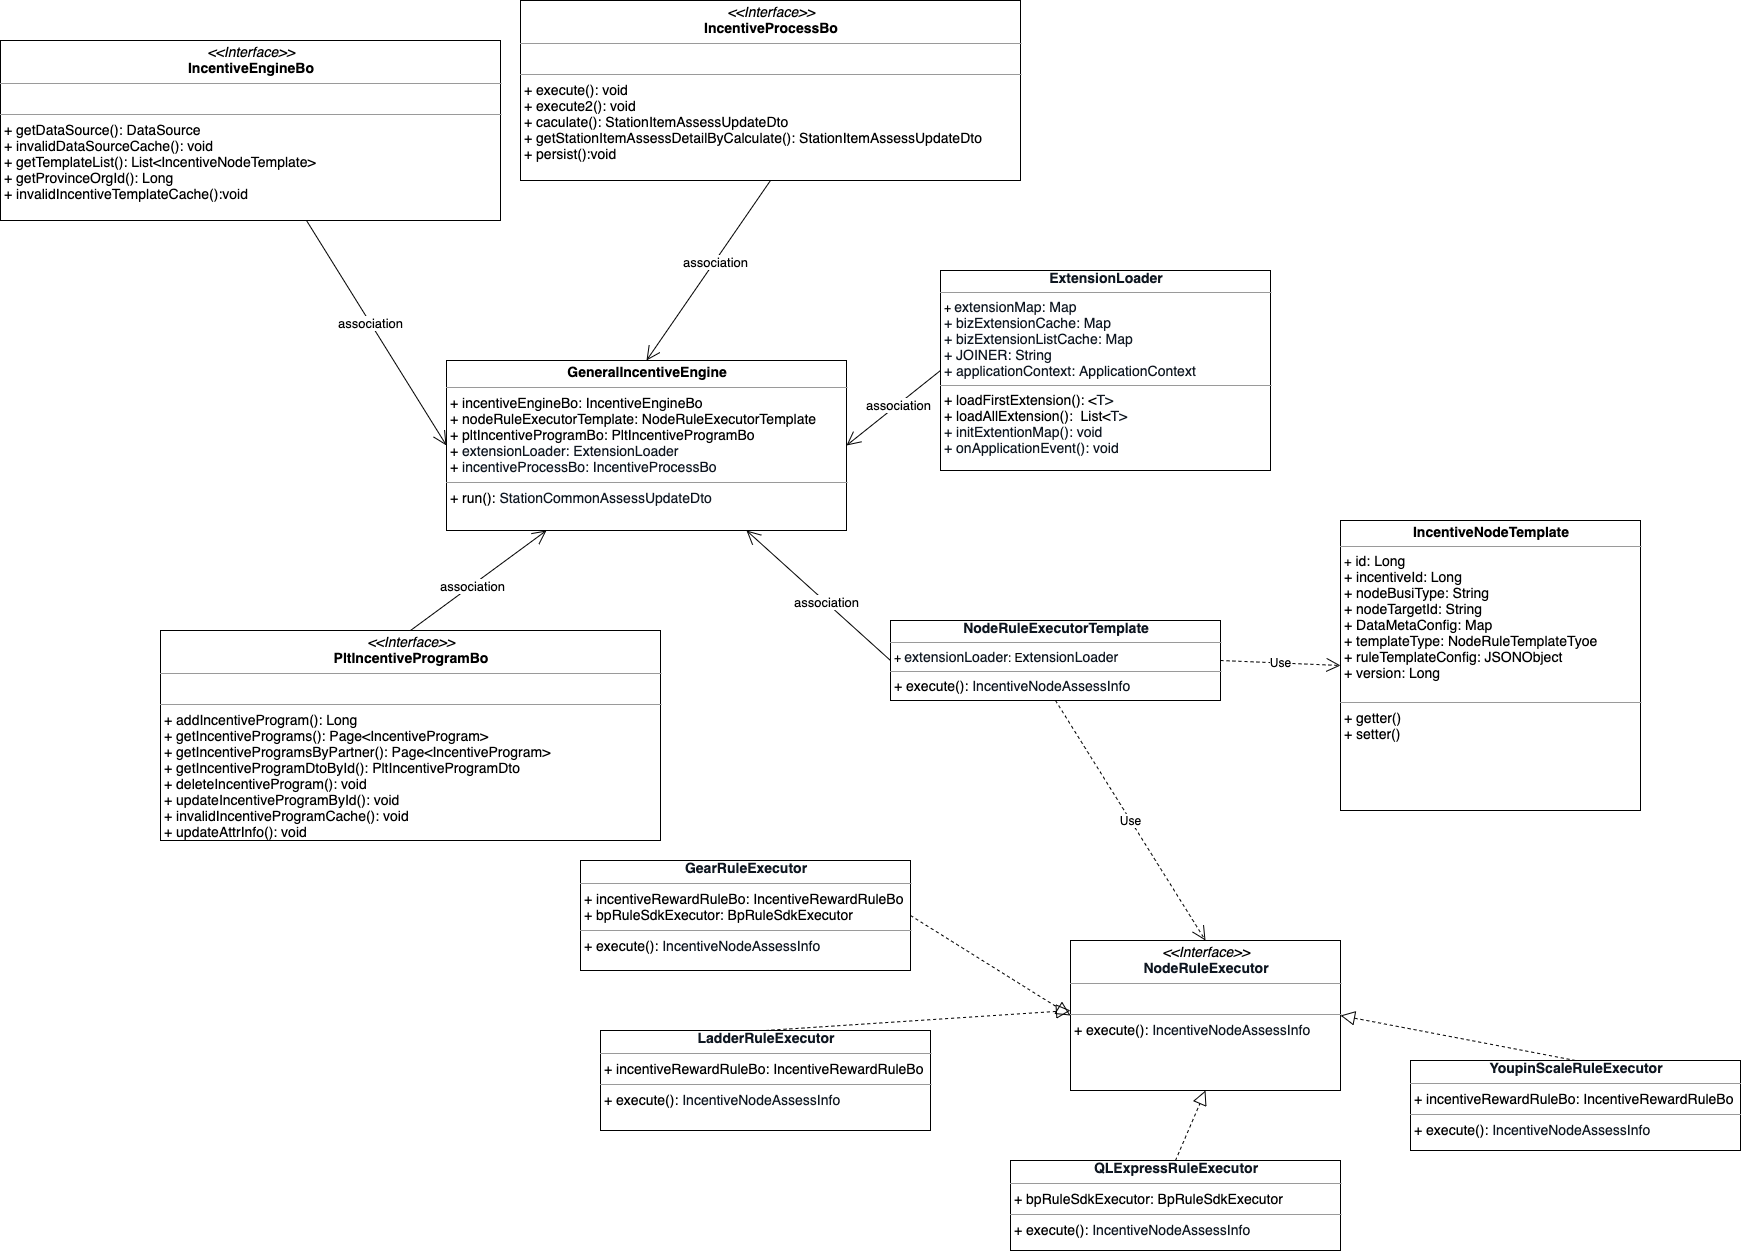 <<Interface>>
IncentiveProcessBo
+ execute(): void
+ execute2(): void
+ caculate(): StationItemAssessUpdateDto
+ getStationItemAssessDetailByCalculate(): StationItemAssessUpdateDto
+ persist():void
<<Interface>>
IncentiveEngineBo
+ getDataSource(): DataSource
+ invalidDataSourceCache(): void
+ getTemplateList(): List<IncentiveNodeTemplate>
+ getProvinceOrgId(): Long
+ invalidIncentiveTemplateCache():void
association
association
ExtensionLoader
+ extensionMap: Map
+ bizExtensionCache: Map
+ bizExtensionListCache: Map
+ JOINER: String
+ applicationContext: ApplicationContext
+ loadFirstExtension(): <T>
+ loadAllExtension():  List<T>
+ initExtentionMap(): void
+ onApplicationEvent(): void
association
GeneralIncentiveEngine
+ incentiveEngineBo: IncentiveEngineBo
+ nodeRuleExecutorTemplate: NodeRuleExecutorTemplate
+ pltIncentiveProgramBo: PltIncentiveProgramBo
+ extensionLoader: ExtensionLoader
+ incentiveProcessBo: IncentiveProcessBo
+ run(): StationCommonAssessUpdateDto
association
association
IncentiveNodeTemplate
+ id: Long
+ incentiveId: Long
+ nodeBusiType: String
+ nodeTargetId: String
+ DataMetaConfig: Map
+ templateType: NodeRuleTemplateTyoe
+ ruleTemplateConfig: JSONObject
+ version: Long
+ getter()
+ setter()
NodeRuleExecutorTemplate
+ extensionLoader: ExtensionLoader
+ execute(): IncentiveNodeAssessInfo
Use
<<Interface>>
PltIncentiveProgramBo
+ addIncentiveProgram(): Long
+ getIncentivePrograms(): Page<IncentiveProgram>
+ getIncentiveProgramsByPartner(): Page<IncentiveProgram>
+ getIncentiveProgramDtoById(): PltIncentiveProgramDto
+ deleteIncentiveProgram(): void
+ updateIncentiveProgramById(): void
+ invalidIncentiveProgramCache(): void
+ updateAttrInfo(): void
Use
GearRuleExecutor
+ incentiveRewardRuleBo: IncentiveRewardRuleBo
+ bpRuleSdkExecutor: BpRuleSdkExecutor
+ execute(): IncentiveNodeAssessInfo
<<Interface>>
NodeRuleExecutor
+ execute(): IncentiveNodeAssessInfo
LadderRuleExecutor
+ incentiveRewardRuleBo: IncentiveRewardRuleBo
+ execute(): IncentiveNodeAssessInfo
YoupinScaleRuleExecutor
+ incentiveRewardRuleBo: IncentiveRewardRuleBo
+ execute(): IncentiveNodeAssessInfo
QLExpressRuleExecutor
+ bpRuleSdkExecutor: BpRuleSdkExecutor
+ execute(): IncentiveNodeAssessInfo